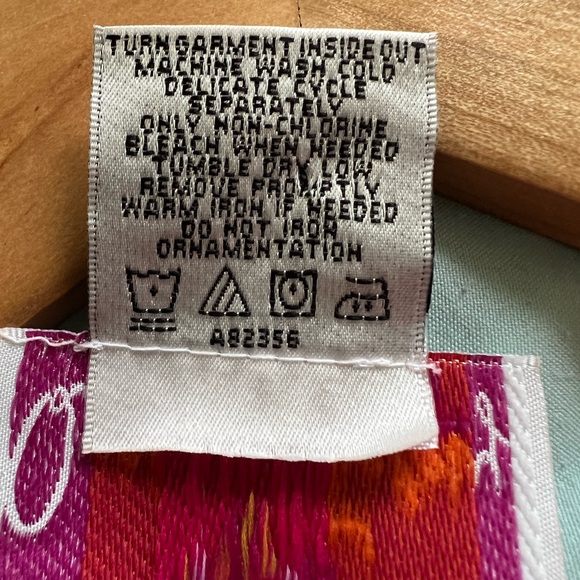 TURN GARMENT INSIDE OUT
MACHINE WASH COLD
DELICATE CYCLE
SEPARATELY
ONLY NON-CHLORINE
BLEACH WHEN NEEDED
TUMBLE DRY LOW
REMOVE PROMPTLY
WARM IRON IF NEEDED
DO NOT IRON
ORNAMENTATION
A82356